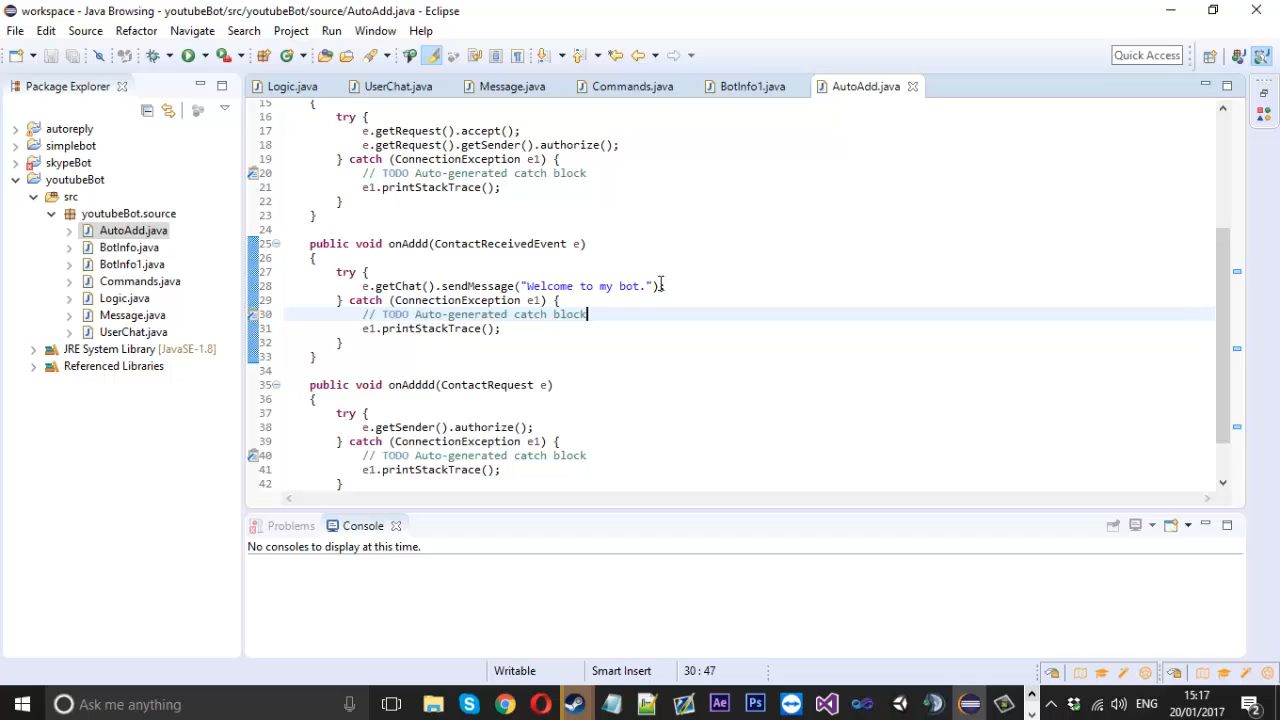 workspace - Java Browsing - youtubeBot/src/youtubeBot/source/AutoAdd.java - Eclipse
File Edit Source Refactor Navigate Search Project Run Window Help
Quick Access
Package Explorer
autoreply
simplebot
skypeBot
youtubeBot
src
youtubeBot.source
AutoAdd.java
BotInfo.java
BotInfo1.java
Commands.java
Logic.java
Message.java
UserChat.java
JRE System Library [JavaSE-1.8]
Referenced Libraries
Logic.java UserChat.java Message.java Commands.java BotInfo1.java AutoAdd.java
15 {
16 try {
17 e.getRequest().accept();
18 e.getRequest().getSender().authorize();
19 } catch (ConnectionException e1) {
20 // TODO Auto-generated catch block
21 e1.printStackTrace();
22 }
23 }
24
25 public void onAddd(ContactReceivedEvent e)
26 {
27 try {
28 e.getChat().sendMessage("Welcome to my bot.");
29 } catch (ConnectionException e1) {
30 // TODO Auto-generated catch block
31 e1.printStackTrace();
32 }
33 }
34
35 public void onAdddd(ContactRequest e)
36 {
37 try {
38 e.getSender().authorize();
39 } catch (ConnectionException e1) {
40 // TODO Auto-generated catch block
41 e1.printStackTrace();
42 }
Problems Console
No consoles to display at this time.
Writable Smart Insert 30 : 47
Ask me anything
15:17
20/01/2017
2